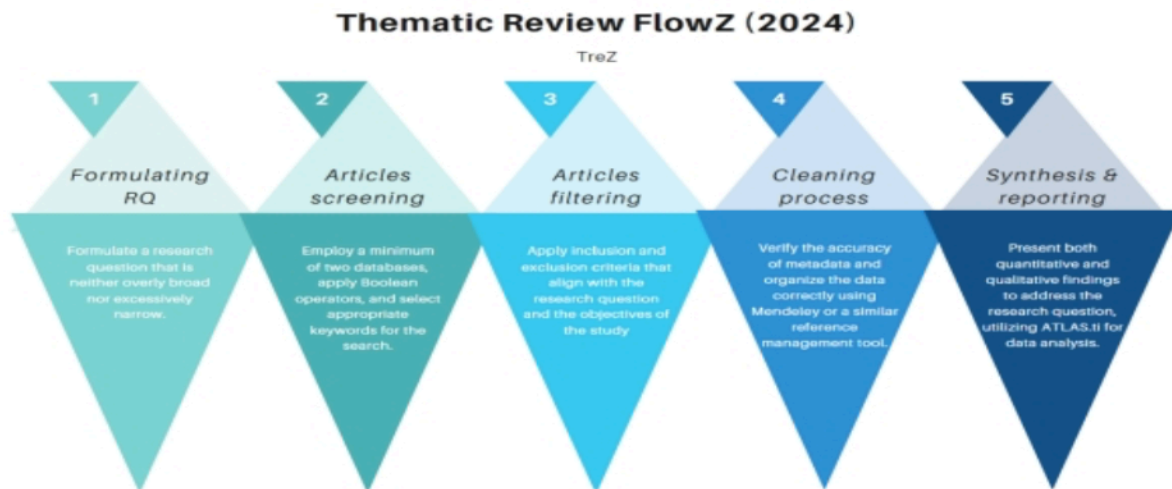 Thematic Review FlowZ (2024)
TreZ
1
Formulating
RQ
Formulate a research
question that is
neither overly broad
nor excessively
narrow.
2
Articles
screening
Employ a minimum
of two databases,
apply Boolean
operators, and select
appropriate
keywords for the
search.
3
Articles
filtering
Apply inclusion and
exclusion criteria that
align with the
research question
and the objectives of
the study
4
Cleaning
process
Verify the accuracy
of metadata and
organize the data
correctly using
Mendeley or a similar
reference
management tool.
5
Synthesis &
reporting
Present both
quantitative and
qualitative findings
to address the
research question,
utilizing ATLAS.ti for
data analysis.